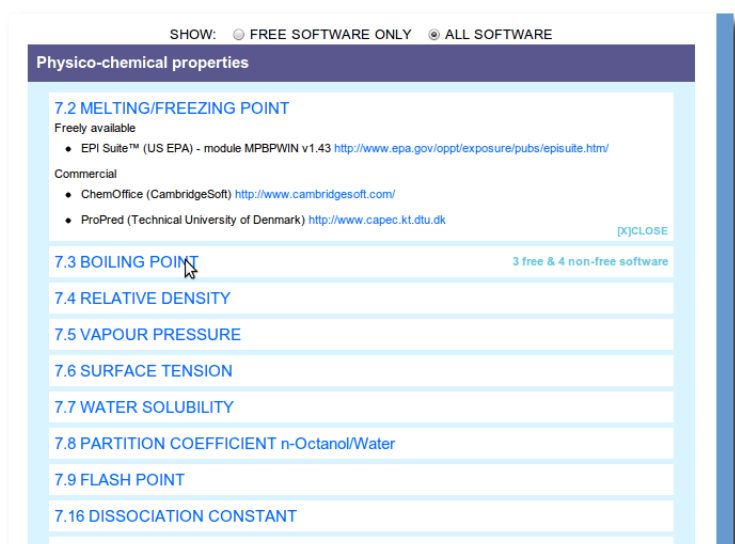 SHOW: FREE SOFTWARE ONLY ALL SOFTWARE
Physico-chemical properties
7.2 MELTING/FREEZING POINT
Freely available
• EPI Suite™ (US EPA) - module MPBPWIN v1.43 http://www.epa.gov/oppt/exposure/pubs/episuite.htm/
Commercial
• ChemOffice (CambridgeSoft) http://www.cambridgesoft.com/
• ProPred (Technical University of Denmark) http://www.capec.kt.dtu.dk
[X]CLOSE
7.3 BOILING POINT 3 free & 4 non-free software
7.4 RELATIVE DENSITY
7.5 VAPOUR PRESSURE
7.6 SURFACE TENSION
7.7 WATER SOLUBILITY
7.8 PARTITION COEFFICIENT n-Octanol/Water
7.9 FLASH POINT
7.16 DISSOCIATION CONSTANT